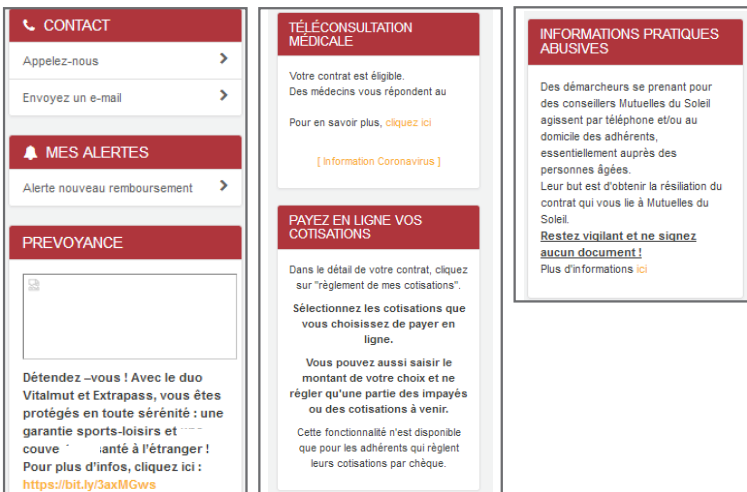 CONTACT
Appelez-nous
Envoyez un e-mail
MES ALERTES
Alerte nouveau remboursement
PREVOYANCE
Détendez –vous ! Avec le duo
Vitalmut et Extrapass, vous êtes
protégés en toute sérénité : une
garantie sports-loisirs et
à l'étranger !
Pour plus d'infos, cliquez ici :
https://bit.ly/3axMGws
TÉLÉCONSULTATION
MÉDICALE
Votre contrat est éligible.
Des médecins vous répondent au
Pour en savoir plus, cliquez ici
[ Information Coronavirus ]
PAYEZ EN LIGNE VOS
COTISATIONS
Dans le détail de votre contrat, cliquez
sur "règlement de mes cotisations".
Sélectionnez les cotisations que
vous choisissez de payer en
ligne.
Vous pouvez aussi saisir le
montant de votre choix et ne
régler qu'une partie des impayés
ou des cotisations à venir.
Cette fonctionnalité n'est disponible
que pour les adhérents qui règlent
leurs cotisations par chèque.
INFORMATIONS PRATIQUES
ABUSIVES
Des démarcheurs se prenant pour
des conseillers Mutuelles du Soleil
agissent par téléphone et/ou au
domicile des adhérents,
essentiellement auprès des
personnes âgées.
Leur but est d'obtenir la résiliation du
contrat qui vous lie à Mutuelles du
Soleil.
Restez vigilant et ne signez
aucun document !
Plus d'informations ici